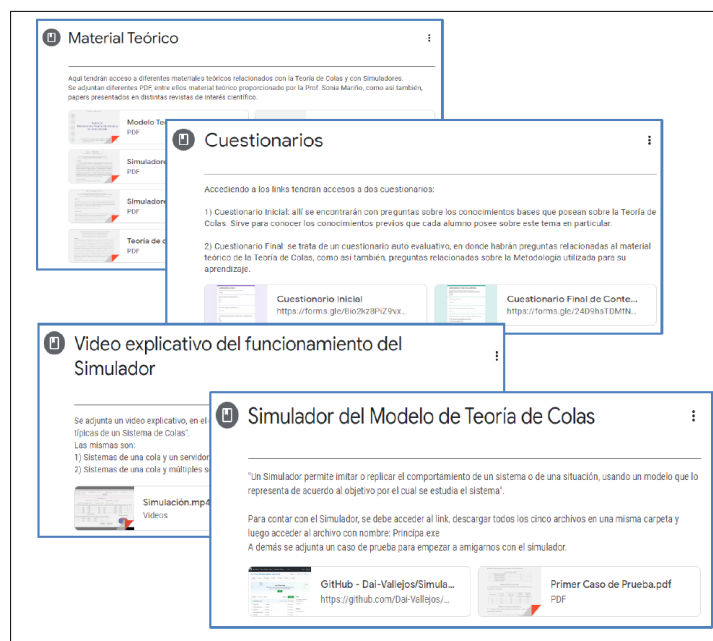 Material Teórico
Aquí tendrán acceso a diferentes materiales teóricos relacionados con la Teoría de Colas y con Simuladores.
Se adjuntan diferentes PDF, entre ellos material teórico proporcionado por la Prof. Sonia Mariño, como así también,
papers presentados en distintas revistas de interés científico.
Modelo Teó
PDF
Simuladore
PDF
Simuladore
PDF
Teoría de c
PDF
Cuestionarios
Accediendo a los links tendrán accesos a dos cuestionarios:
1) Cuestionario Inicial: allí se encontrarán con preguntas sobre los conocimientos bases que posean sobre la Teoría de
Colas. Sirve para conocer los conocimientos previos que cada alumno posee sobre este tema en particular.
2) Cuestionario Final: se trata de un cuestionario auto evaluativo, en donde habrán preguntas relacionadas al material
teórico de la Teoría de Colas, como así también, preguntas relacionadas sobre la Metodología utilizada para su
aprendizaje.
Cuestionario Inicial
https://forms.gle/Bio2kz8PiZ9vx...
Cuestionario Final de Conte...
https://forms.gle/24D9hsTDMfN...
Video explicativo del funcionamiento del
Simulador
Se adjunta un video explicativo, en el
típicas de un Sistema de Colas".
Las mismas son:
1) Sistemas de una cola y un servidor
2) Sistemas de una cola y múltiples s
Simulación.mp4
Videos
Simulador del Modelo de Teoría de Colas
"Un Simulador permite imitar o replicar el comportamiento de un sistema o de una situación, usando un modelo que lo
representa de acuerdo al objetivo por el cual se estudia el sistema".
Para contar con el Simulador, se debe acceder al link, descargar todos los cinco archivos en una misma carpeta y
luego acceder al archivo con nombre: Principa.exe
A demás se adjunta un caso de prueba para empezar a amigarnos con el simulador.
GitHub - Dai-Vallejos/Simula...
https://github.com/Dai-Vallejos/...
Primer Caso de Prueba.pdf
PDF